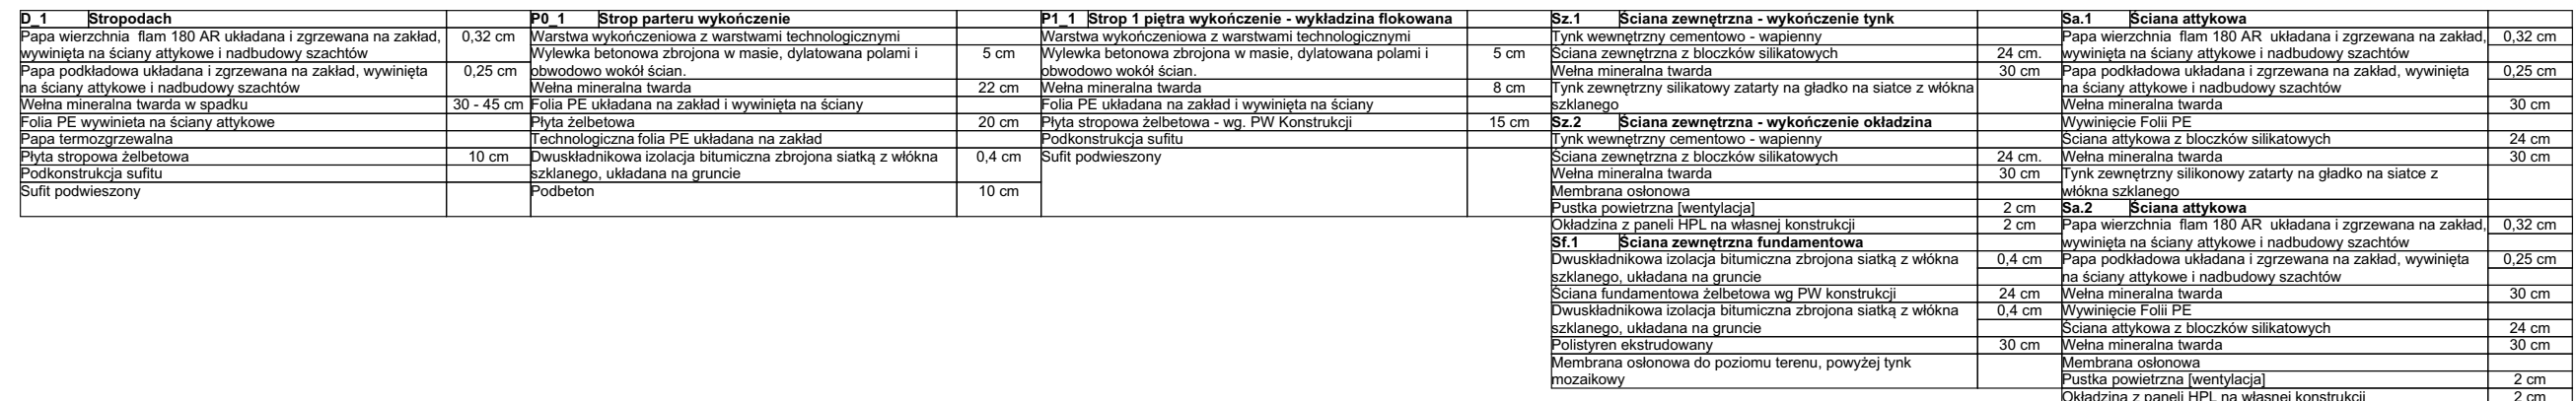 D_1 Stropodach
Papa wierzchnia flam 180 AR układana i zgrzewana na zakład, 0,32 cm
wywinięta na ściany attykowe i nadbudowy szachtów
Papa podkładowa układana i zgrzewana na zakład, wywinięta 0,25 cm
na ściany attykowe i nadbudowy szachtów
Wełna mineralna twarda w spadku 30 - 45 cm
Folia PE wywinieta na ściany attykowe
Papa termozgrzewalna
Płyta stropowa żelbetowa 10 cm
Podkonstrukcja sufitu
Sufit podwieszony
P0_1 Strop parteru wykończenie
Warstwa wykończeniowa z warstwami technologicznymi
Wylewka betonowa zbrojona w masie, dylatowana polami i 5 cm
obwodowo wokół ścian.
Wełna mineralna twarda 22 cm
Folia PE układana na zakład i wywinięta na ściany
Płyta żelbetowa 20 cm
Technologiczna folia PE układana na zakład
Dwuskładnikowa izolacja bitumiczna zbrojona siatką z włókna 0,4 cm
szklanego, układana na gruncie
Podbeton 10 cm
P1_1 Strop 1 piętra wykończenie - wykładzina flokowana
Warstwa wykończeniowa z warstwami technologicznymi
Wylewka betonowa zbrojona w masie, dylatowana polami i 5 cm
obwodowo wokół ścian.
Wełna mineralna twarda 8 cm
Folia PE układana na zakład i wywinięta na ściany
Płyta stropowa żelbetowa - wg. PW Konstrukcji 15 cm
Podkonstrukcja sufitu
Sufit podwieszony
Sz.1 Ściana zewnętrzna - wykończenie tynk
Tynk wewnętrzny cementowo - wapienny
Ściana zewnętrzna z bloczków silikatowych 24 cm.
Wełna mineralna twarda 30 cm
Tynk zewnętrzny silikatowy zatarty na gładko na siatce z włókna
szklanego
Sz.2 Ściana zewnętrzna - wykończenie okładzina
Tynk wewnętrzny cementowo - wapienny
Ściana zewnętrzna z bloczków silikatowych 24 cm.
Wełna mineralna twarda 30 cm
Membrana osłonowa
Pustka powietrzna [wentylacja] 2 cm
Okładzina z paneli HPL na własnej konstrukcji 2 cm
Sf.1 Ściana zewnętrzna fundamentowa
Dwuskładnikowa izolacja bitumiczna zbrojona siatką z włókna 0,4 cm
szklanego, układana na gruncie
Ściana fundamentowa żelbetowa wg PW konstrukcji 24 cm
Dwuskładnikowa izolacja bitumiczna zbrojona siatką z włókna 0,4 cm
szklanego, układana na gruncie
Polistyren ekstrudowany 30 cm
Membrana osłonowa do poziomu terenu, powyżej tynk
mozaikowy
Sa.1 Ściana attykowa
Papa wierzchnia flam 180 AR układana i zgrzewana na zakład, 0,32 cm
wywinięta na ściany attykowe i nadbudowy szachtów
Papa podkładowa układana i zgrzewana na zakład, wywinięta 0,25 cm
na ściany attykowe i nadbudowy szachtów
Wełna mineralna twarda 30 cm
Wywinięcie Folii PE
Ściana attykowa z bloczków silikatowych 24 cm
Wełna mineralna twarda 30 cm
Tynk zewnętrzny silikonowy zatarty na gładko na siatce z
włókna szklanego
Sa.2 Ściana attykowa
Papa wierzchnia flam 180 AR układana i zgrzewana na zakład, 0,32 cm
wywinięta na ściany attykowe i nadbudowy szachtów
Papa podkładowa układana i zgrzewana na zakład, wywinięta 0,25 cm
na ściany attykowe i nadbudowy szachtów
Wełna mineralna twarda 30 cm
Wywinięcie Folii PE
Ściana attykowa z bloczków silikatowych 24 cm
Wełna mineralna twarda 30 cm
Membrana osłonowa
Pustka powietrzna [wentylacja] 2 cm
Okładzina z paneli HPL na własnej konstrukcji 2 cm